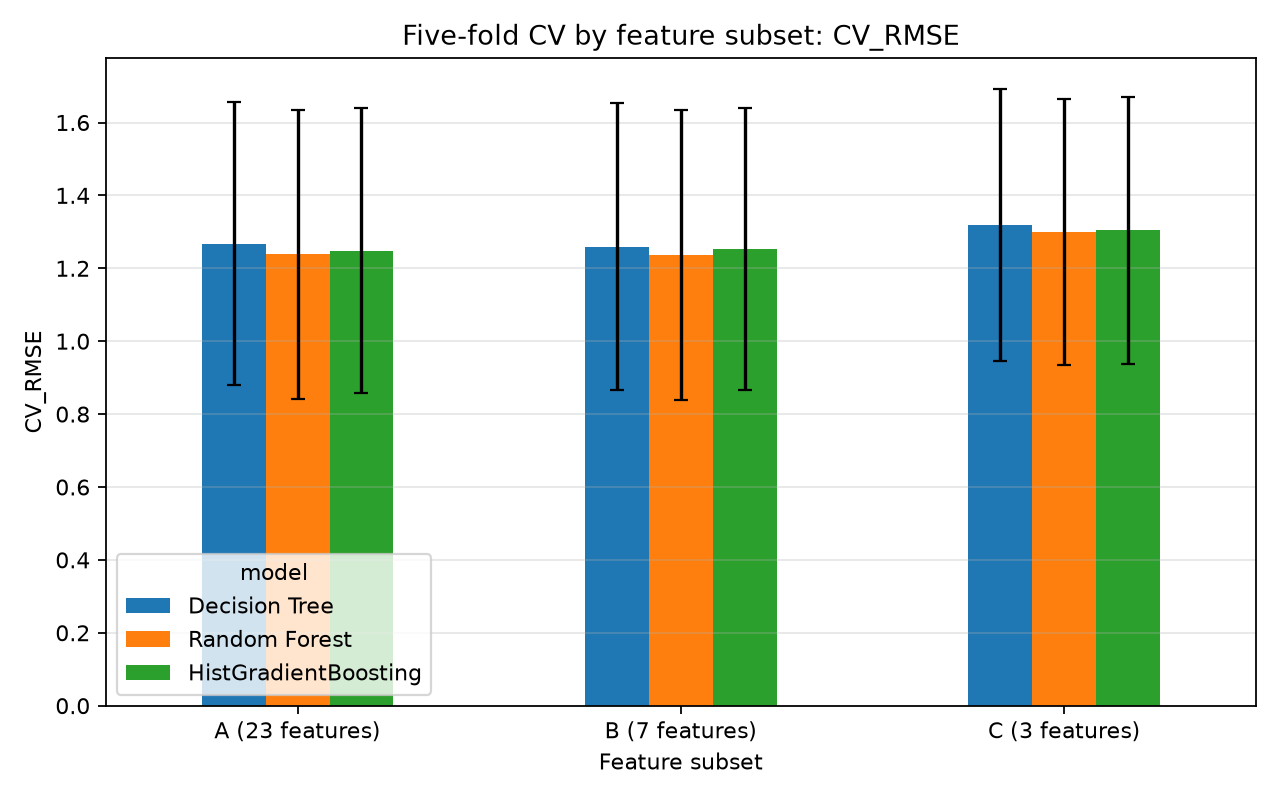 Five-fold CV by feature subset: CV_RMSE
CV_RMSE
1.6
1.4
1.2
1.0
0.8
0.6
0.4
0.2
0.0
model
Decision Tree
Random Forest
HistGradientBoosting
A (23 features)
B (7 features)
C (3 features)
Feature subset